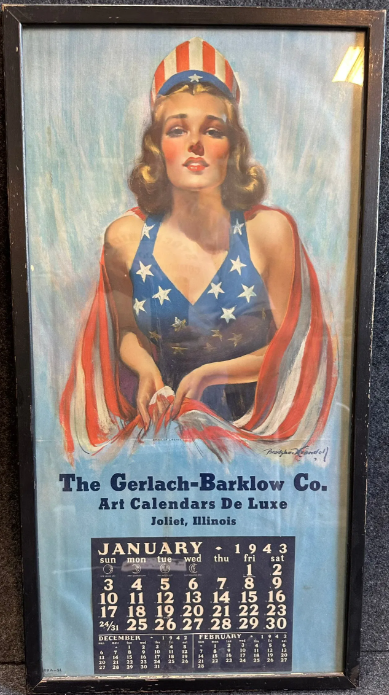 Bradshaw Crandell
The Gerlach-Barklow Co.
Art Calendars De Luxe
Joliet, Illinois
JANUARY • 1943
sun mon tue wed thu fri sat
1 2
3 4 5 6 7 8 9
10 11 12 13 14 15 16
17 18 19 20 21 22 23
24/31 25 26 27 28 29 30
DECEMBER • 1942 FEBRUARY • 1943